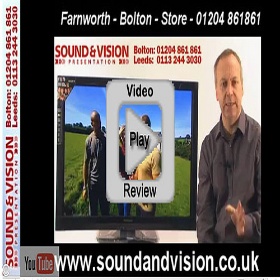 Farnworth - Bolton - Store - 01204 861861
SOUND & VISION
PRESENTATION
Bolton: 01204 861 861
Leeds: 0113 244 3030
SOUND&VISION
PRESENTATION
Bolton: 01204 861 861
Leeds: 0113 244 3030
Video
Play
Review
You Tube
www.soundandvision.co.uk